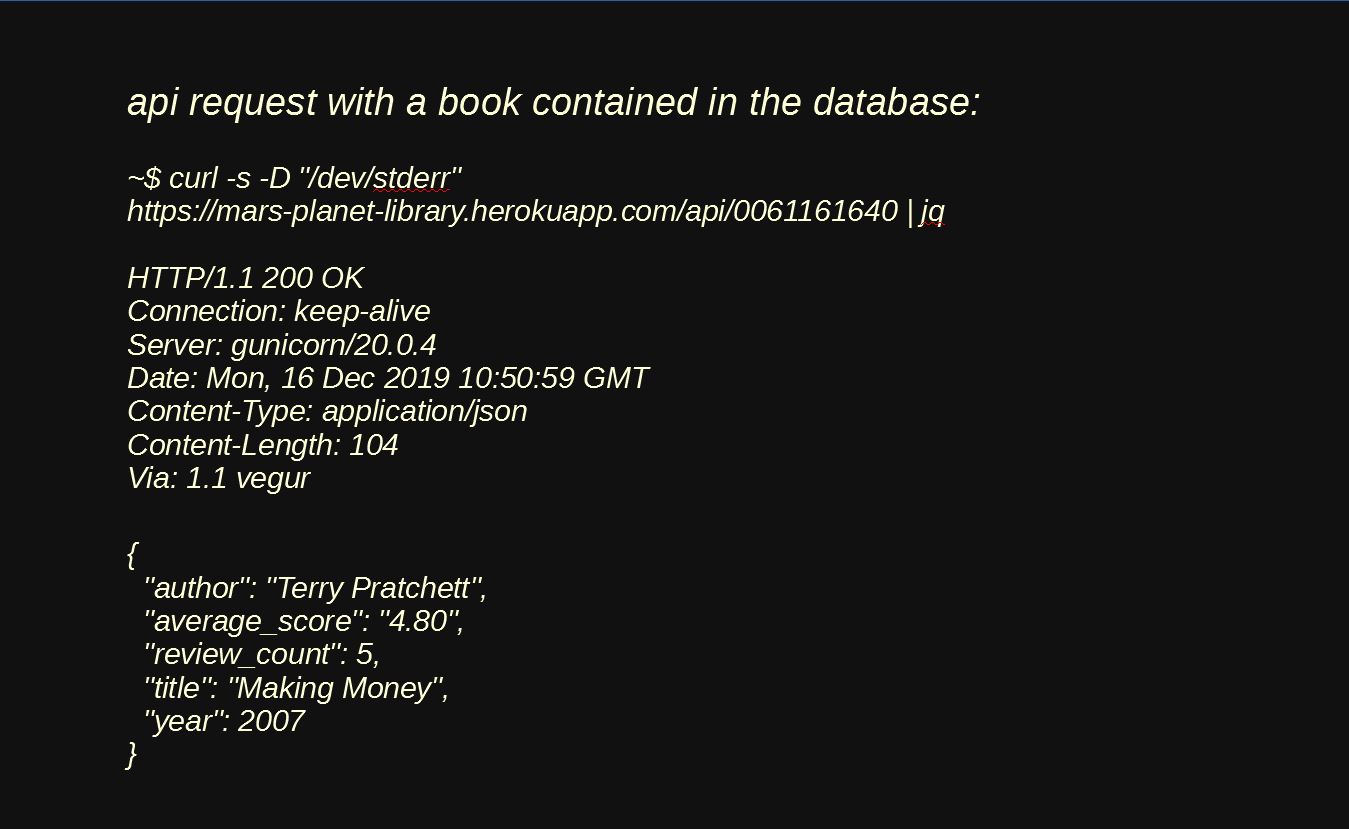 api request with a book contained in the database:
~$ curl -s -D "/dev/stderr"
https://mars-planet-library.herokuapp.com/api/0061161640 | jq
HTTP/1.1 200 OK
Connection: keep-alive
Server: gunicorn/20.0.4
Date: Mon, 16 Dec 2019 10:50:59 GMT
Content-Type: application/json
Content-Length: 104
Via: 1.1 vegur
{
  "author": "Terry Pratchett",
  "average_score": "4.80",
  "review_count": 5,
  "title": "Making Money",
  "year": 2007
}